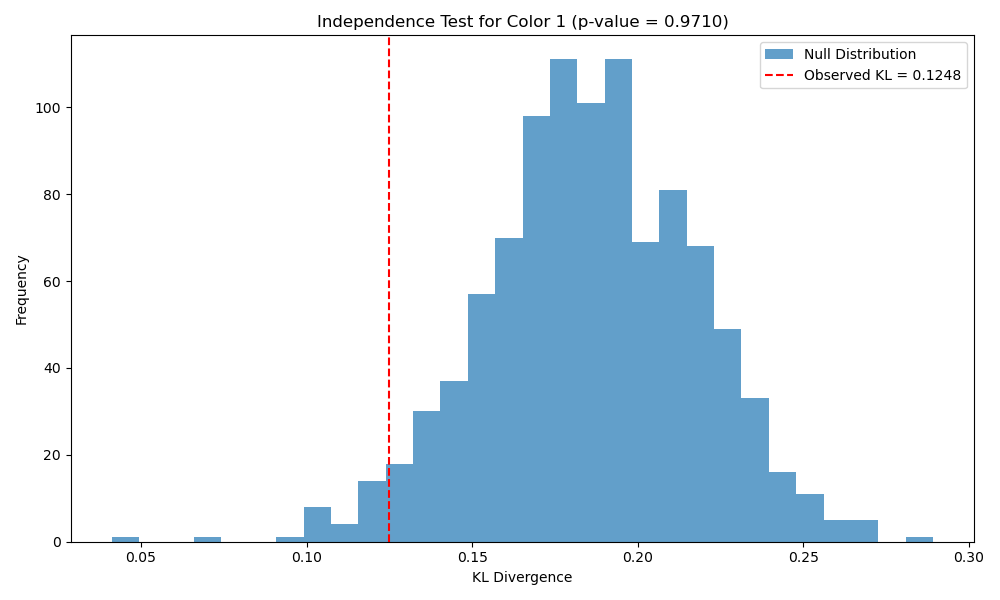 Independence Test for Color 1 (p-value = 0.9710)
Null Distribution
Observed KL = 0.1248
Frequency
100
80
60
40
20
0
0.05 0.10 0.15 0.20 0.25 0.30
KL Divergence